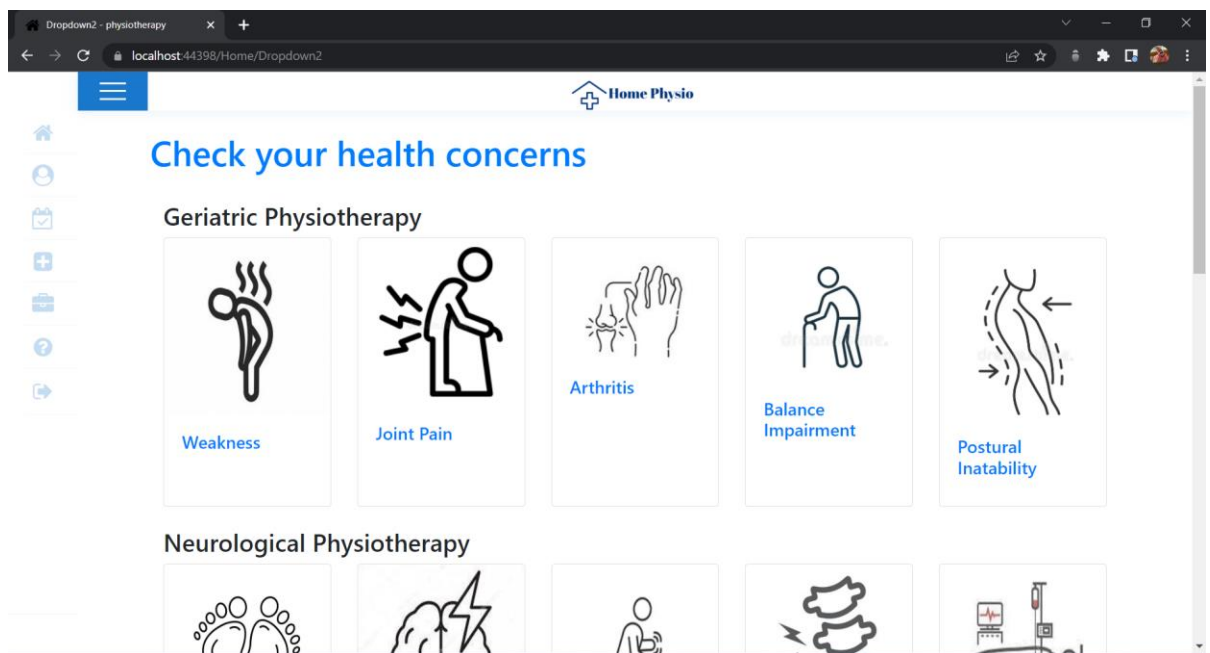 Dropdown2 - physiotherapy
localhost:44398/Home/Dropdown2
Home Physio
Check your health concerns
Geriatric Physiotherapy
Weakness
Joint Pain
Arthritis
Balance
Impairment
Postural
Inatability
Neurological Physiotherapy